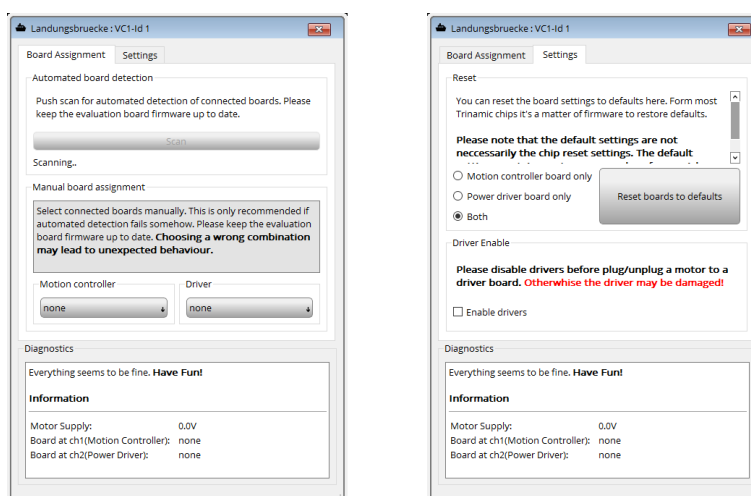 Landungsbruecke : VC1-Id 1
Board Assignment Settings
Automated board detection
Push scan for automated detection of connected boards. Please
keep the evaluation board firmware up to date.
Scan
Scanning..
Manual board assignment
Select connected boards manually. This is only recommended if
automated detection fails somehow. Please keep the evaluation
board firmware up to date. Choosing a wrong combination
may lead to unexpected behaviour.
Motion controller Driver
none none
Diagnostics
Everything seems to be fine. Have Fun!
Information
Motor Supply: 0.0V
Board at ch1(Motion Controller): none
Board at ch2(Power Driver): none
Landungsbruecke : VC1-Id 1
Board Assignment Settings
Reset
You can reset the board settings to defaults here. Form most
Trinamic chips it's a matter of firmware to restore defaults.
Please note that the default settings are not
neccessarily the chip reset settings. The default
Motion controller board only
Power driver board only
Both
Reset boards to defaults
Driver Enable
Please disable drivers before plug/unplug a motor to a
driver board. Otherwhise the driver may be damaged!
Enable drivers
Diagnostics
Everything seems to be fine. Have Fun!
Information
Motor Supply: 0.0V
Board at ch1(Motion Controller): none
Board at ch2(Power Driver): none